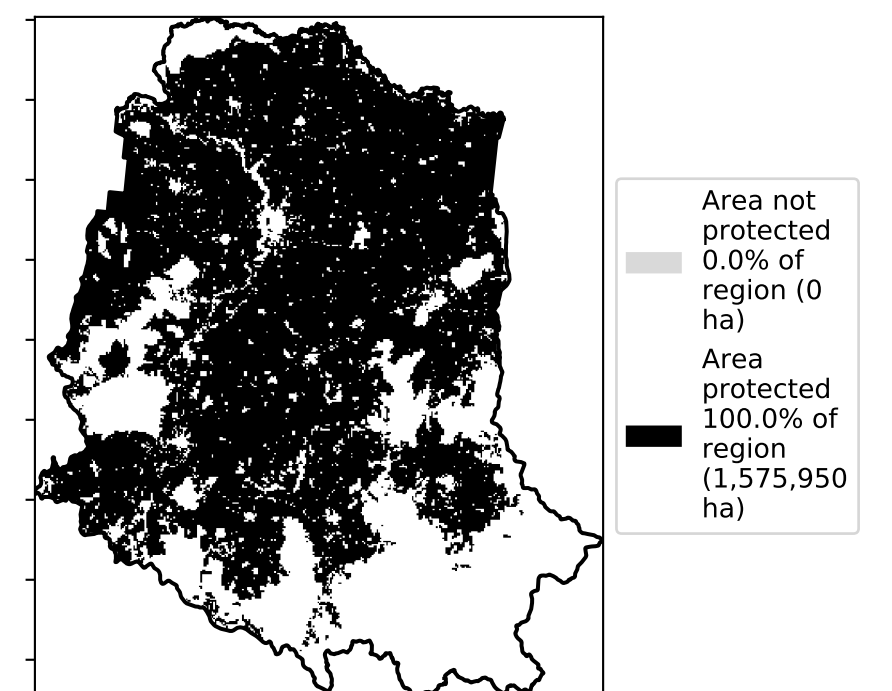 Area not
protected
0.0% of
region (0
ha)
Area
protected
100.0% of
region
(1,575,950
ha)